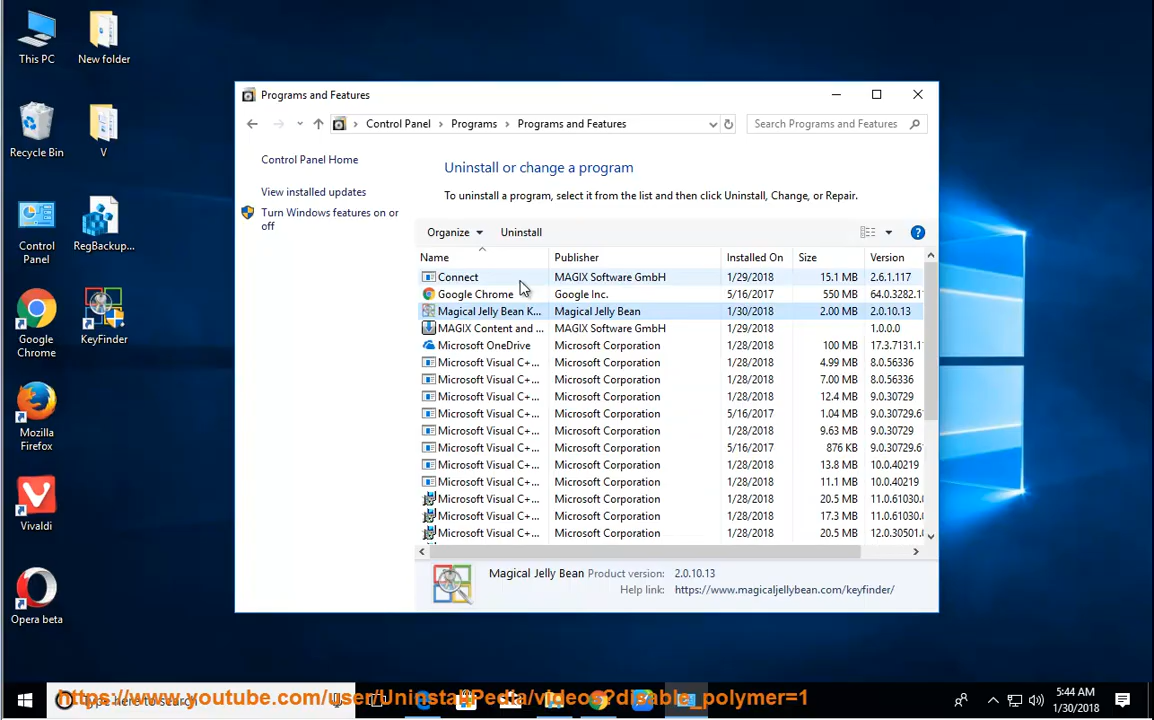 This PC
New folder
Recycle Bin
V
Control
Panel
RegBackup...
Google
Chrome
KeyFinder
Mozilla
Firefox
Vivaldi
Opera beta
Programs and Features
Control Panel > Programs > Programs and Features
Search Programs and Features
Control Panel Home
View installed updates
Turn Windows features on or
off
Uninstall or change a program
To uninstall a program, select it from the list and then click Uninstall, Change, or Repair.
Organize Uninstall
Name Publisher Installed On Size Version
Connect MAGIX Software GmbH 1/29/2018 15.1 MB 2.6.1.117
Google Chrome Google Inc. 5/16/2017 550 MB 64.0.3282.1
Magical Jelly Bean K... Magical Jelly Bean 1/30/2018 2.00 MB 2.0.10.13
MAGIX Content and ... MAGIX Software GmbH 1/29/2018 1.0.0.0
Microsoft OneDrive Microsoft Corporation 1/28/2018 100 MB 17.3.7131.1
Microsoft Visual C+... Microsoft Corporation 1/28/2018 4.99 MB 8.0.56336
Microsoft Visual C+... Microsoft Corporation 1/28/2018 7.00 MB 8.0.56336
Microsoft Visual C+... Microsoft Corporation 1/28/2018 12.4 MB 9.0.30729
Microsoft Visual C+... Microsoft Corporation 5/16/2017 1.04 MB 9.0.30729.6
Microsoft Visual C+... Microsoft Corporation 1/28/2018 9.63 MB 9.0.30729
Microsoft Visual C+... Microsoft Corporation 5/16/2017 876 KB 9.0.30729.6
Microsoft Visual C+... Microsoft Corporation 1/28/2018 13.8 MB 10.0.40219
Microsoft Visual C+... Microsoft Corporation 1/28/2018 11.1 MB 10.0.40219
Microsoft Visual C+... Microsoft Corporation 1/28/2018 20.5 MB 11.0.61030.
Microsoft Visual C+... Microsoft Corporation 1/28/2018 17.3 MB 11.0.61030.
Microsoft Visual C+... Microsoft Corporation 1/28/2018 20.5 MB 12.0.30501.
Magical Jelly Bean Product version: 2.0.10.13
Help link: https://www.magicaljellybean.com/keyfinder/
https://www.youtube.com/user/UninstallPedia/videos?disable_polymer=1
Type here to search
5:44 AM
1/30/2018